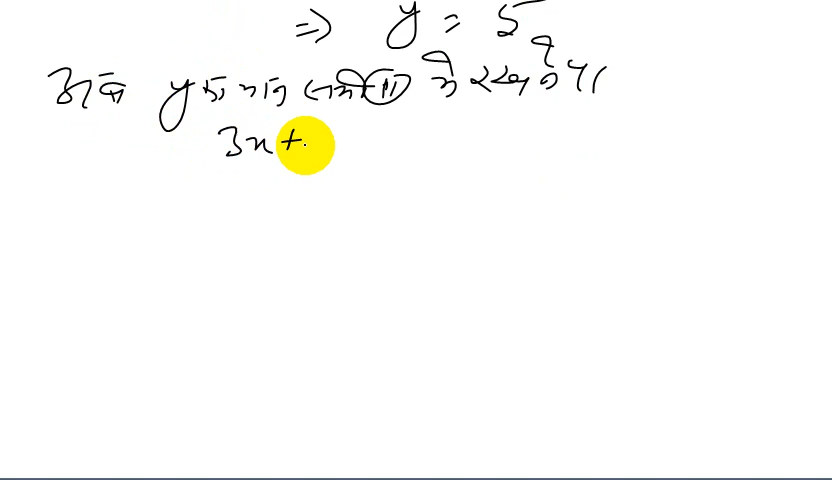 ⇒ y = 5
अब y का मान समी॰ (ii) में रखने पर
3x +